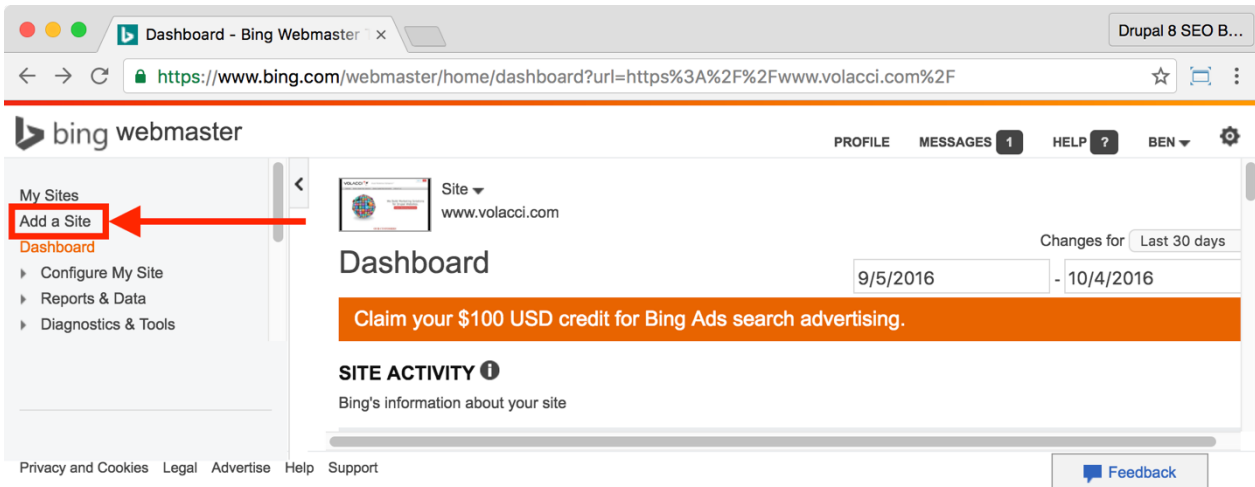 Dashboard - Bing Webmaster T
Drupal 8 SEO B...
https://www.bing.com/webmaster/home/dashboard?url=https%3A%2F%2Fwww.volacci.com%2F
bing webmaster
PROFILE MESSAGES 1 HELP ? BEN
My Sites
Add a Site
Dashboard
Configure My Site
Reports & Data
Diagnostics & Tools
Site
www.volacci.com
Changes for Last 30 days
Dashboard
9/5/2016 - 10/4/2016
Claim your $100 USD credit for Bing Ads search advertising.
SITE ACTIVITY
Bing's information about your site
Privacy and Cookies Legal Advertise Help Support
Feedback